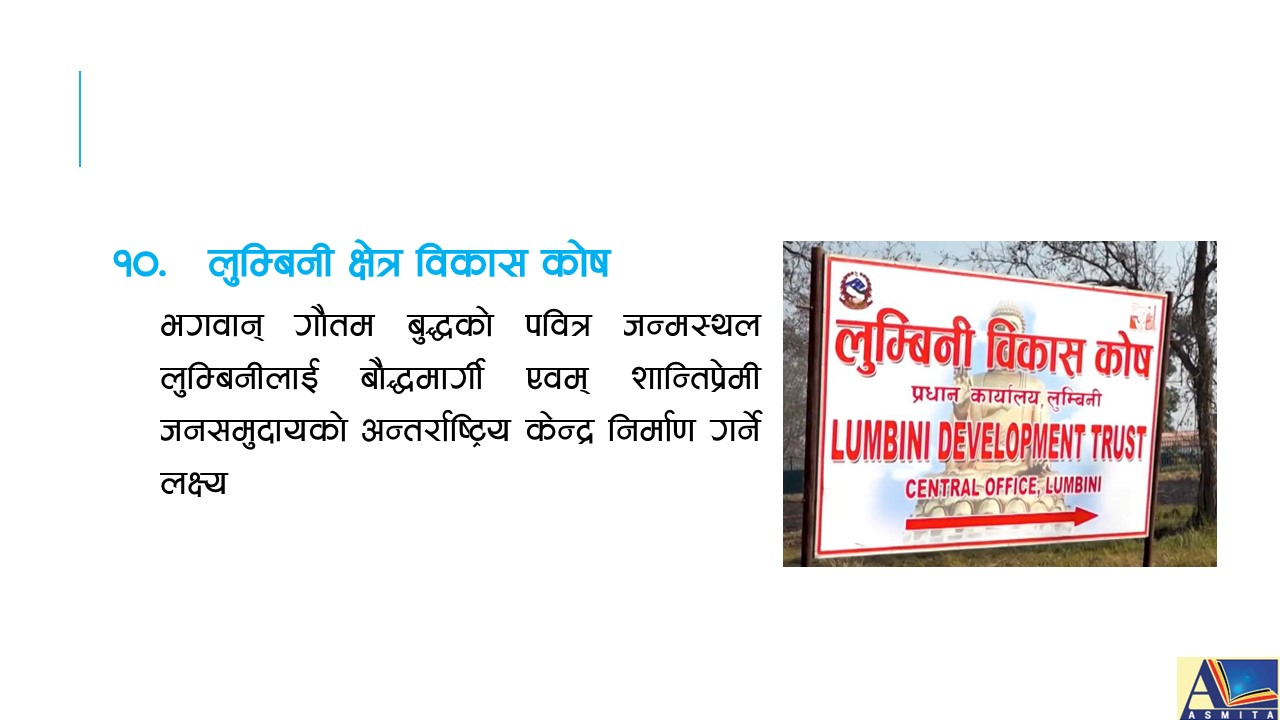 १०. लुम्बिनी क्षेत्र विकास कोष
भगवान् गौतम बुद्धको पवित्र जन्मस्थल
लुम्बिनीलाई बौद्धमार्गी एवम् शान्तिप्रेमी
जनसमुदायको अन्तर्राष्ट्रिय केन्द्र निर्माण गर्ने
लक्ष्य
लुम्बिनी विकास कोष
प्रधान कार्यालय, लुम्बिनी
LUMBINI DEVELOPMENT TRUST
CENTRAL OFFICE, LUMBINI
ASMITA